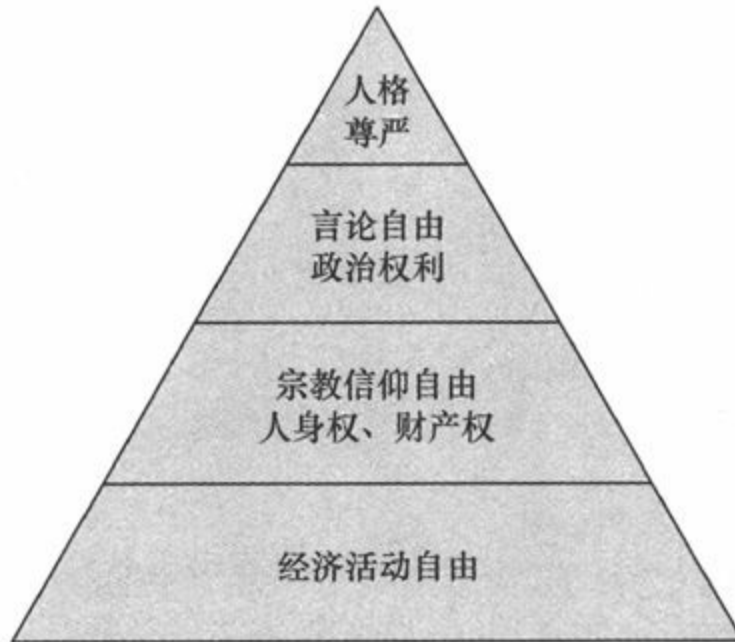 人格
尊严
言论自由
政治权利
宗教信仰自由
人身权、财产权
经济活动自由